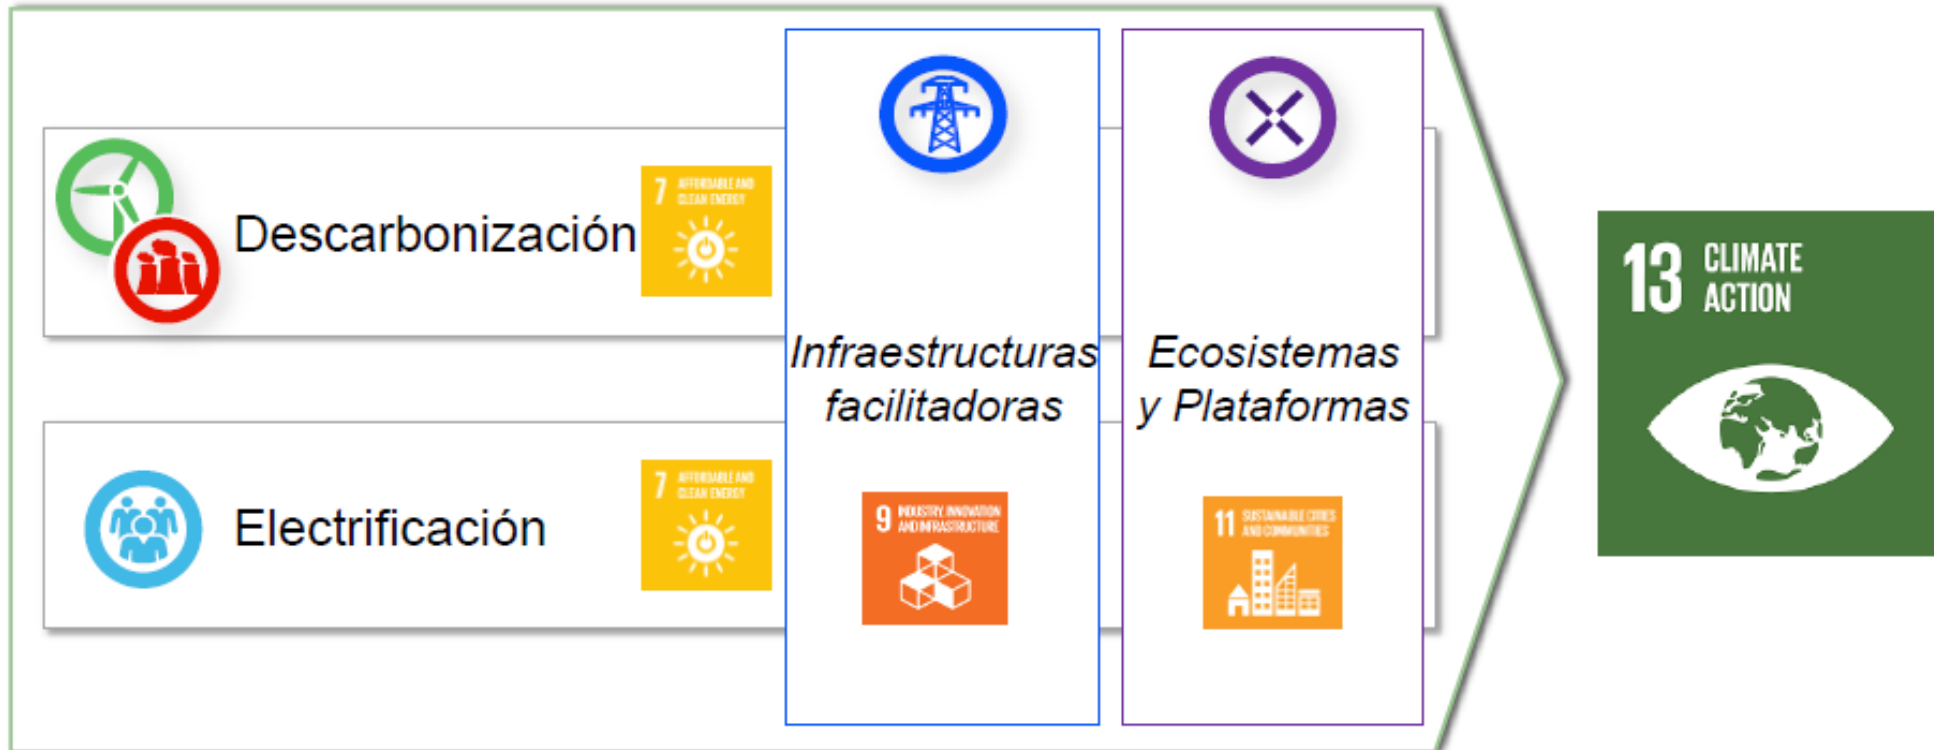 Descarbonización
7 AFFORDABLE AND
CLEAN ENERGY
Electrificación
7 AFFORDABLE AND
CLEAN ENERGY
Infraestructuras
facilitadoras
9 INDUSTRY, INNOVATION
AND INFRASTRUCTURE
Ecosistemas
y Plataformas
11 SUSTAINABLE CITIES
AND COMMUNITIES
13 CLIMATE
ACTION